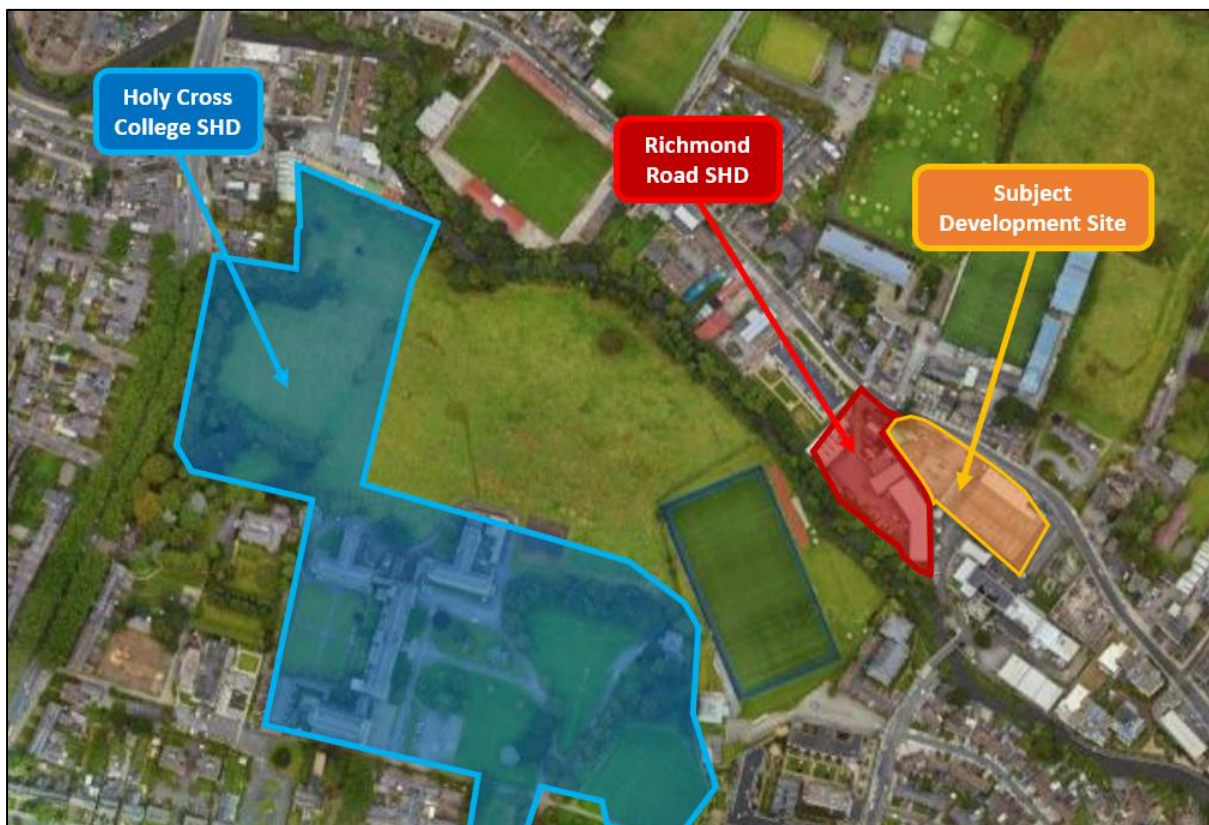 Holy Cross
College SHD
Richmond
Road SHD
Subject
Development Site